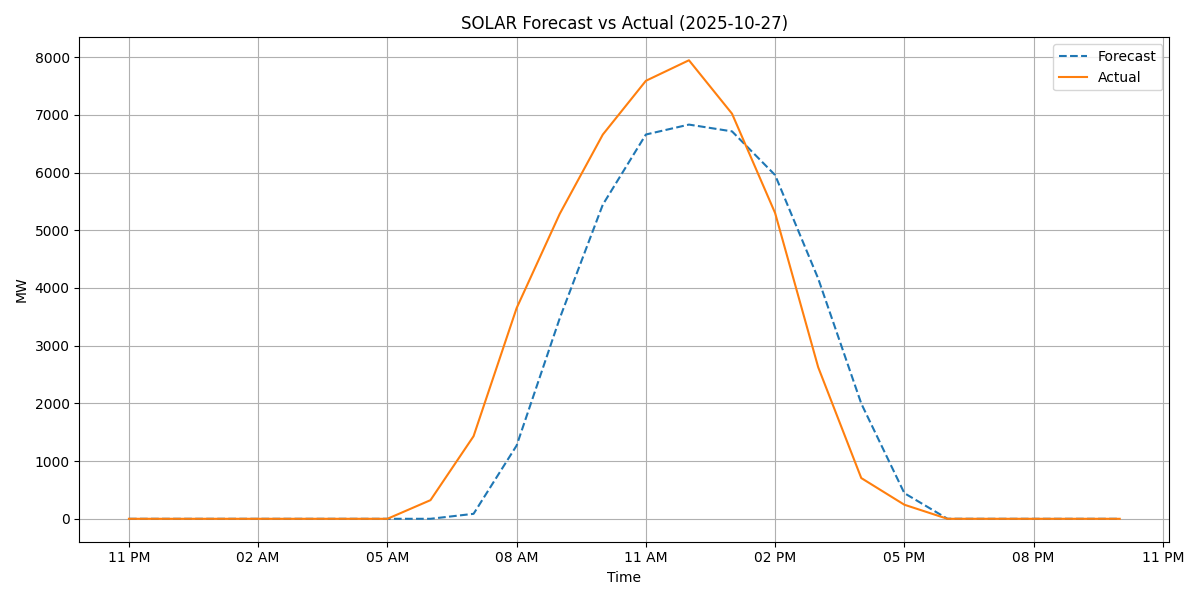 SOLAR Forecast vs Actual (2025-10-27)
Forecast
Actual
8000
7000
6000
5000
4000
3000
2000
1000
0
MW
11 PM 02 AM 05 AM 08 AM 11 AM 02 PM 05 PM 08 PM 11 PM
Time